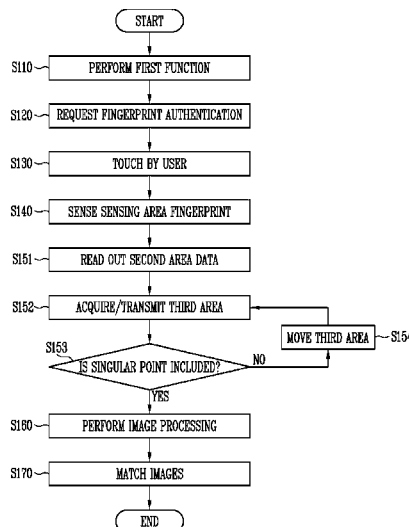 START
S110 PERFORM FIRST FUNCTION
S120 REQUEST FINGERPRINT AUTHENTICATION
S130 TOUCH BY USER
S140 SENSE SENSING AREA FINGERPRINT
S151 READ OUT SECOND AREA DATA
S152 ACQUIRE/TRANSMIT THIRD AREA
MOVE THIRD AREA S154
S153
IS SINGULAR POINT INCLUDED? NO
YES
S160 PERFORM IMAGE PROCESSING
S170 MATCH IMAGES
END